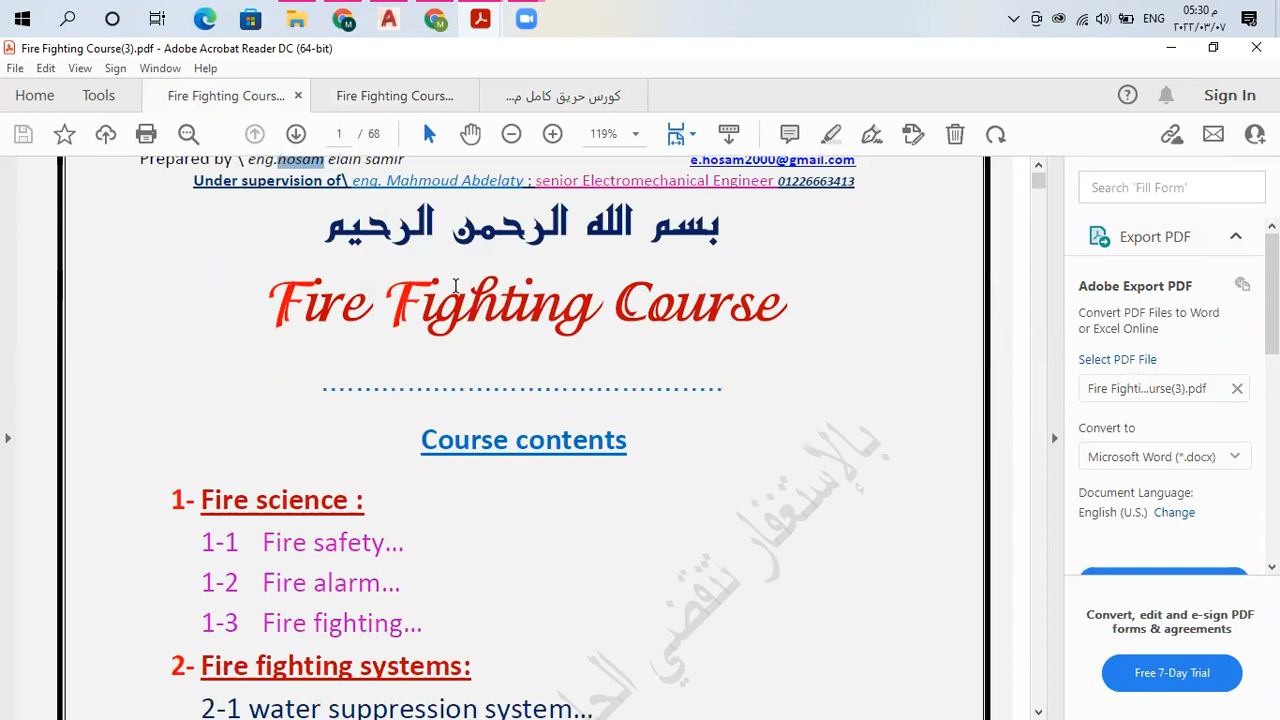 ENG
05:30 م
٢٠٢٢/٠٣/٠٧
Fire Fighting Course(3).pdf - Adobe Acrobat Reader DC (64-bit)
File Edit View Sign Window Help
Home Tools Fire Fighting Cours... Fire Fighting Cours... كورس حريق كامل م...
Sign In
1 / 68 119%
Prepared by \ eng.hosam eldin samir e.hosam2000@gmail.com
Under supervision of\ eng. Mahmoud Abdelaty : senior Electromechanical Engineer 01226663413
بسم الله الرحمن الرحيم
Fire Fighting Course
................................................
Course contents
1- Fire science :
1-1 Fire safety...
1-2 Fire alarm...
1-3 Fire fighting...
2- Fire fighting systems:
2-1 water suppression system...
بالإستغفار تنقضي
Search 'Fill Form'
Export PDF
Adobe Export PDF
Convert PDF Files to Word
or Excel Online
Select PDF File
Fire Fighti...urse(3).pdf
Convert to
Microsoft Word (*.docx)
Document Language:
English (U.S.) Change
Convert, edit and e-sign PDF
forms & agreements
Free 7-Day Trial